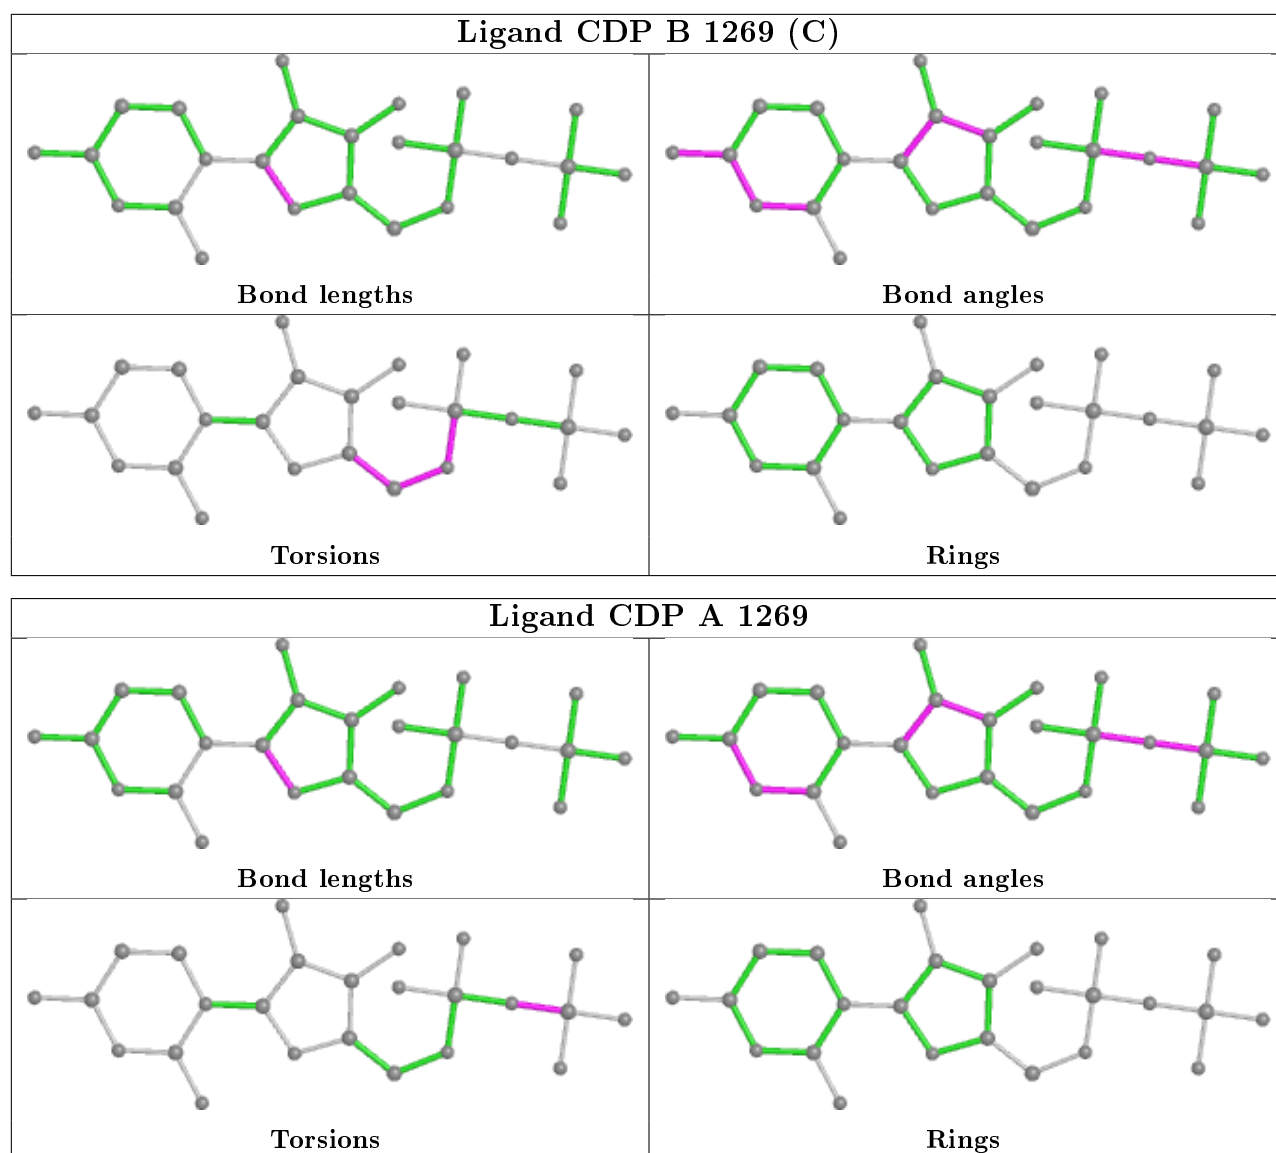 Ligand CDP B 1269 (C)
Bond lengths
Bond angles
Torsions
Rings
Ligand CDP A 1269
Bond lengths
Bond angles
Torsions
Rings